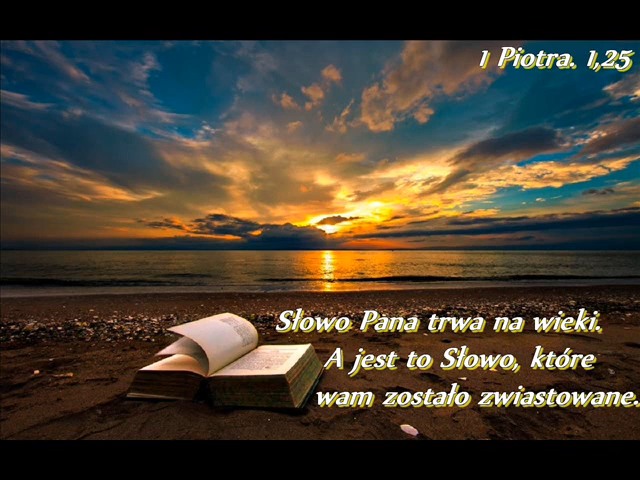 1 Piotra. 1,25
Słowo Pana trwa na wieki.
A jest to Słowo, które
wam zostało zwiastowane.